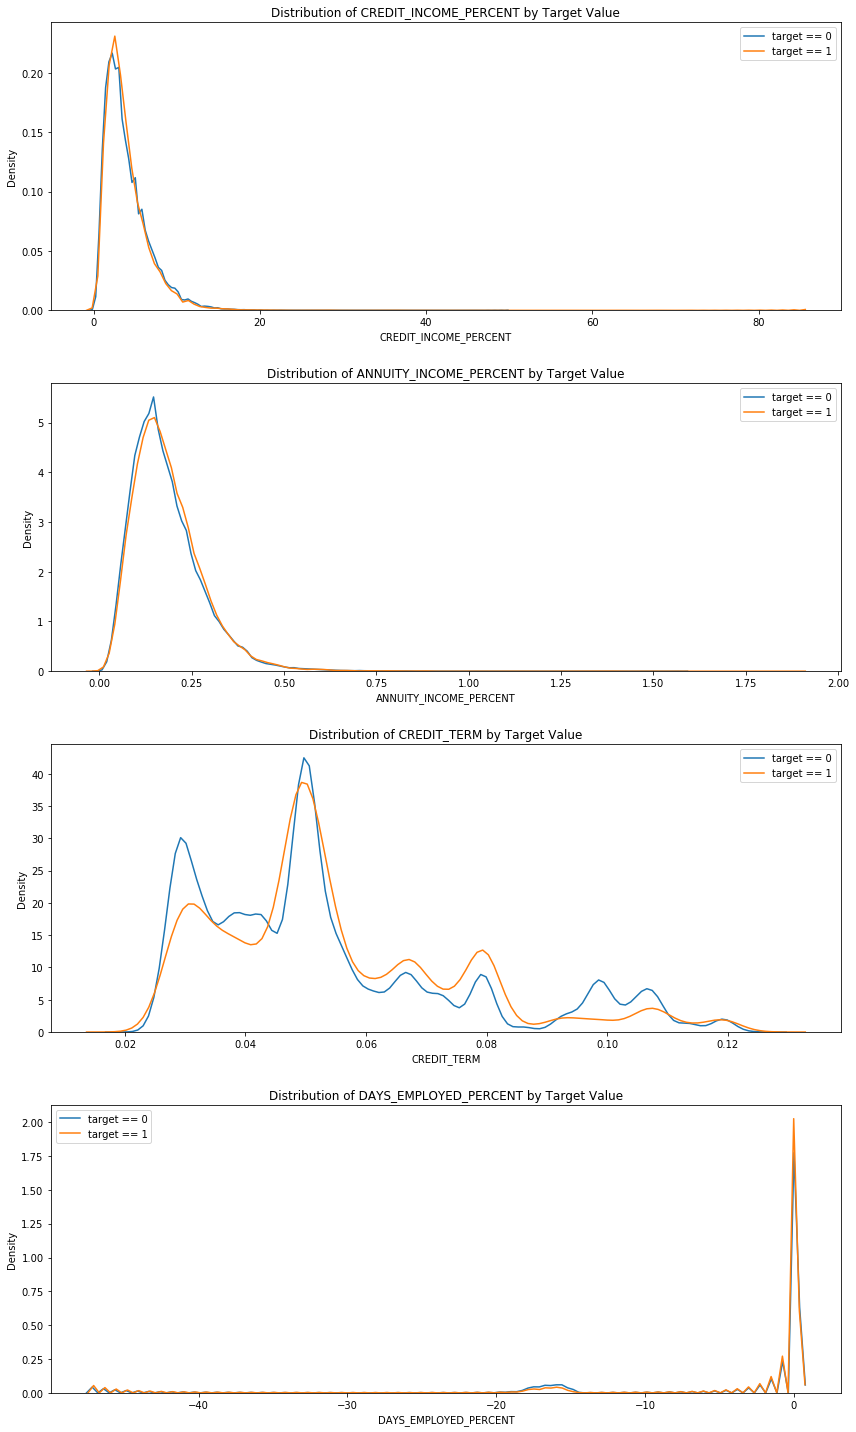 Distribution of CREDIT_INCOME_PERCENT by Target Value
target == 0
target == 1
Density
0.20
0.15
0.10
0.05
0.00
0 20 40 60 80
CREDIT_INCOME_PERCENT
Distribution of ANNUITY_INCOME_PERCENT by Target Value
target == 0
target == 1
Density
5
4
3
2
1
0
0.00 0.25 0.50 0.75 1.00 1.25 1.50 1.75 2.00
ANNUITY_INCOME_PERCENT
Distribution of CREDIT_TERM by Target Value
target == 0
target == 1
Density
40
35
30
25
20
15
10
5
0
0.02 0.04 0.06 0.08 0.10 0.12
CREDIT_TERM
Distribution of DAYS_EMPLOYED_PERCENT by Target Value
target == 0
target == 1
Density
2.00
1.75
1.50
1.25
1.00
0.75
0.50
0.25
0.00
−40 −30 −20 −10 0
DAYS_EMPLOYED_PERCENT